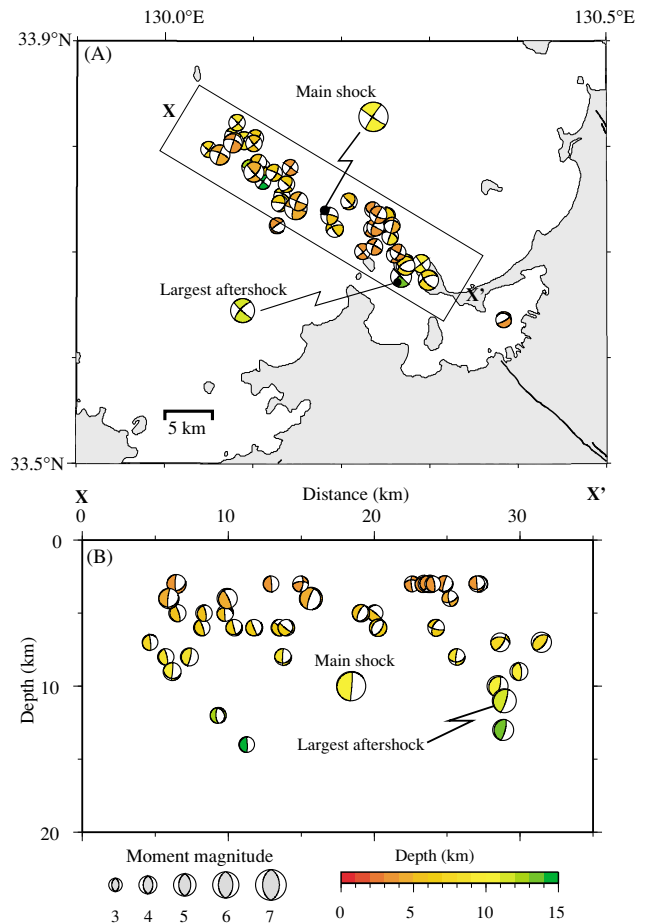 130.0°E 130.5°E
33.9°N
(A)
Main shock
X
Largest aftershock
X'
5 km
33.5°N
X Distance (km) X'
0 10 20 30
0
(B)
Depth (km)
Main shock
10
Largest aftershock
20
Moment magnitude Depth (km)
3 4 5 6 7
0 5 10 15